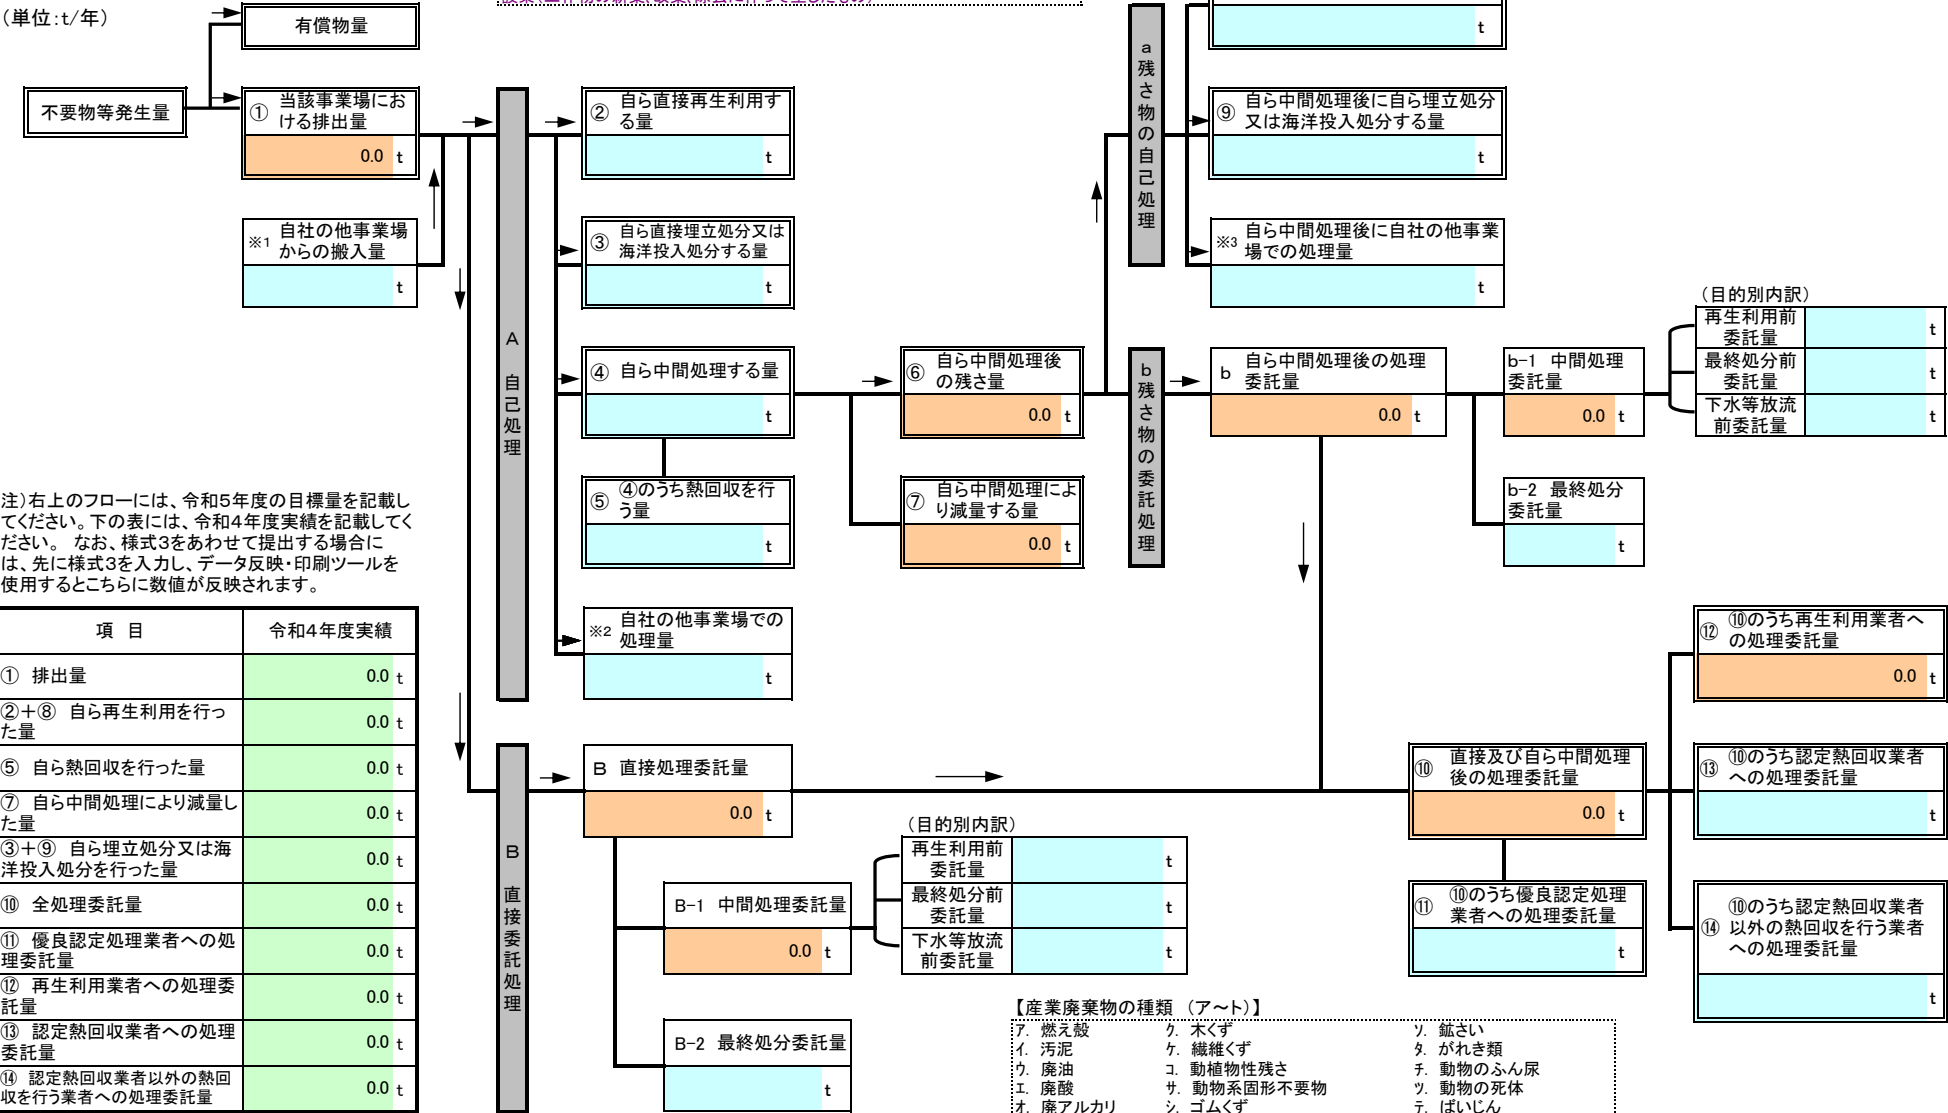 （単位：t/年）
有償物量
不要物等発生量
① 当該事業場にお
ける排出量
0.0 t
※1 自社の他事業場
からの搬入量
t
A 自己処理
② 自ら直接再生利用す
る量
t
③ 自ら直接埋立処分又は
海洋投入処分する量
t
④ 自ら中間処理する量
t
⑤ ④のうち熱回収を行
う量
t
※2 自社の他事業場での
処理量
t
⑥ 自ら中間処理後
の残さ量
0.0 t
⑦ 自ら中間処理によ
り減量する量
0.0 t
a 残さ物の自己処理
t
⑨ 自ら中間処理後に自ら埋立処分
又は海洋投入処分する量
t
※3 自ら中間処理後に自社の他事業
場での処理量
t
b 残さ物の委託処理
b 自ら中間処理後の処理
委託量
0.0 t
b-1 中間処理
委託量
0.0 t
b-2 最終処分
委託量
t
（目的別内訳）
再生利用前
委託量
t
最終処分前
委託量
t
下水等放流
前委託量
t
注）右上のフローには、令和５年度の目標量を記載し
てください。下の表には、令和４年度実績を記載してく
ださい。 なお、様式３をあわせて提出する場合に
は、先に様式３を入力し、データ反映・印刷ツールを
使用するとこちらに数値が反映されます。
項 目 令和４年度実績
① 排出量 0.0 t
②＋⑧ 自ら再生利用を行っ
た量 0.0 t
⑤ 自ら熱回収を行った量 0.0 t
⑦ 自ら中間処理により減量し
た量 0.0 t
③＋⑨ 自ら埋立処分又は海
洋投入処分を行った量 0.0 t
⑩ 全処理委託量 0.0 t
⑪ 優良認定処理業者への処
理委託量 0.0 t
⑫ 再生利用業者への処理委
託量 0.0 t
⑬ 認定熱回収業者への処理
委託量 0.0 t
⑭ 認定熱回収業者以外の熱回
収を行う業者への処理委託量 0.0 t
B 直接委託処理
B 直接処理委託量
0.0 t
B-1 中間処理委託量
0.0 t
B-2 最終処分委託量
t
（目的別内訳）
再生利用前
委託量
t
最終処分前
委託量
t
下水等放流
前委託量
t
⑩ 直接及び自ら中間処理
後の処理委託量
0.0 t
⑪ ⑩のうち優良認定処理
業者への処理委託量
t
⑫ ⑩のうち再生利用業者へ
の処理委託量
0.0 t
⑬ ⑩のうち認定熱回収業者
への処理委託量
t
⑭ ⑩のうち認定熱回収業者
以外の熱回収を行う業者
への処理委託量
t
【産業廃棄物の種類 （ア～ト）】
ア. 燃え殻 ク. 木くず ソ. 鉱さい
イ. 汚泥 ケ. 繊維くず タ. がれき類
ウ. 廃油 コ. 動植物性残さ チ. 動物のふん尿
エ. 廃酸 サ. 動物系固形不要物 ツ. 動物の死体
オ. 廃アルカリ シ. ゴムくず テ. ばいじん